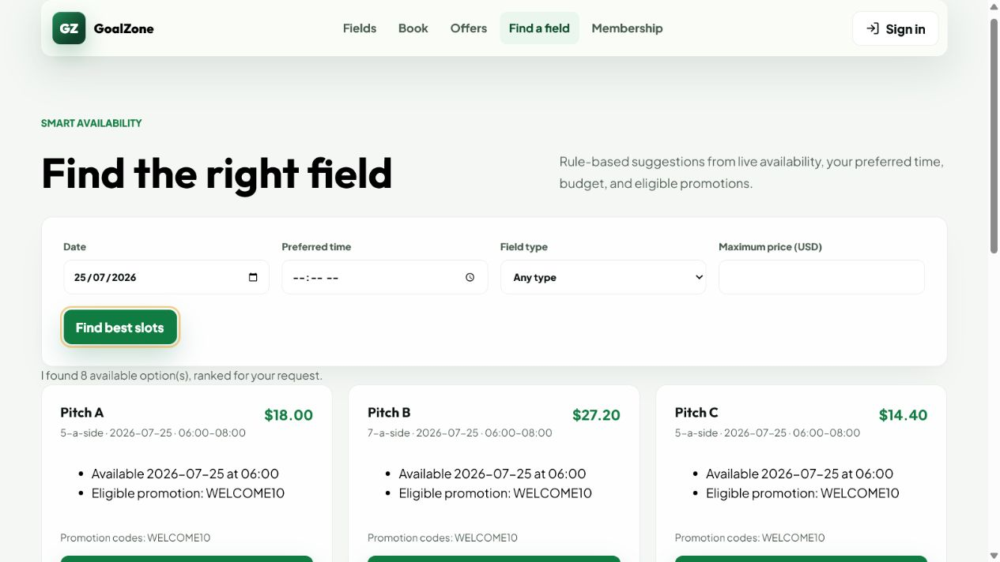 GZ GoalZone Fields Book Offers Find a field Membership Sign in
SMART AVAILABILITY
Find the right field
Rule-based suggestions from live availability, your preferred time,
budget, and eligible promotions.
Date Preferred time Field type Maximum price (USD)
25/07/2026 --:-- -- Any type
Find best slots
I found 8 available option(s), ranked for your request.
Pitch A $18.00
5-a-side · 2026-07-25 · 06:00-08:00
Available 2026-07-25 at 06:00
Eligible promotion: WELCOME10
Promotion codes: WELCOME10
Pitch B $27.20
7-a-side · 2026-07-25 · 06:00-08:00
Available 2026-07-25 at 06:00
Eligible promotion: WELCOME10
Promotion codes: WELCOME10
Pitch C $14.40
5-a-side · 2026-07-25 · 06:00-08:00
Available 2026-07-25 at 06:00
Eligible promotion: WELCOME10
Promotion codes: WELCOME10